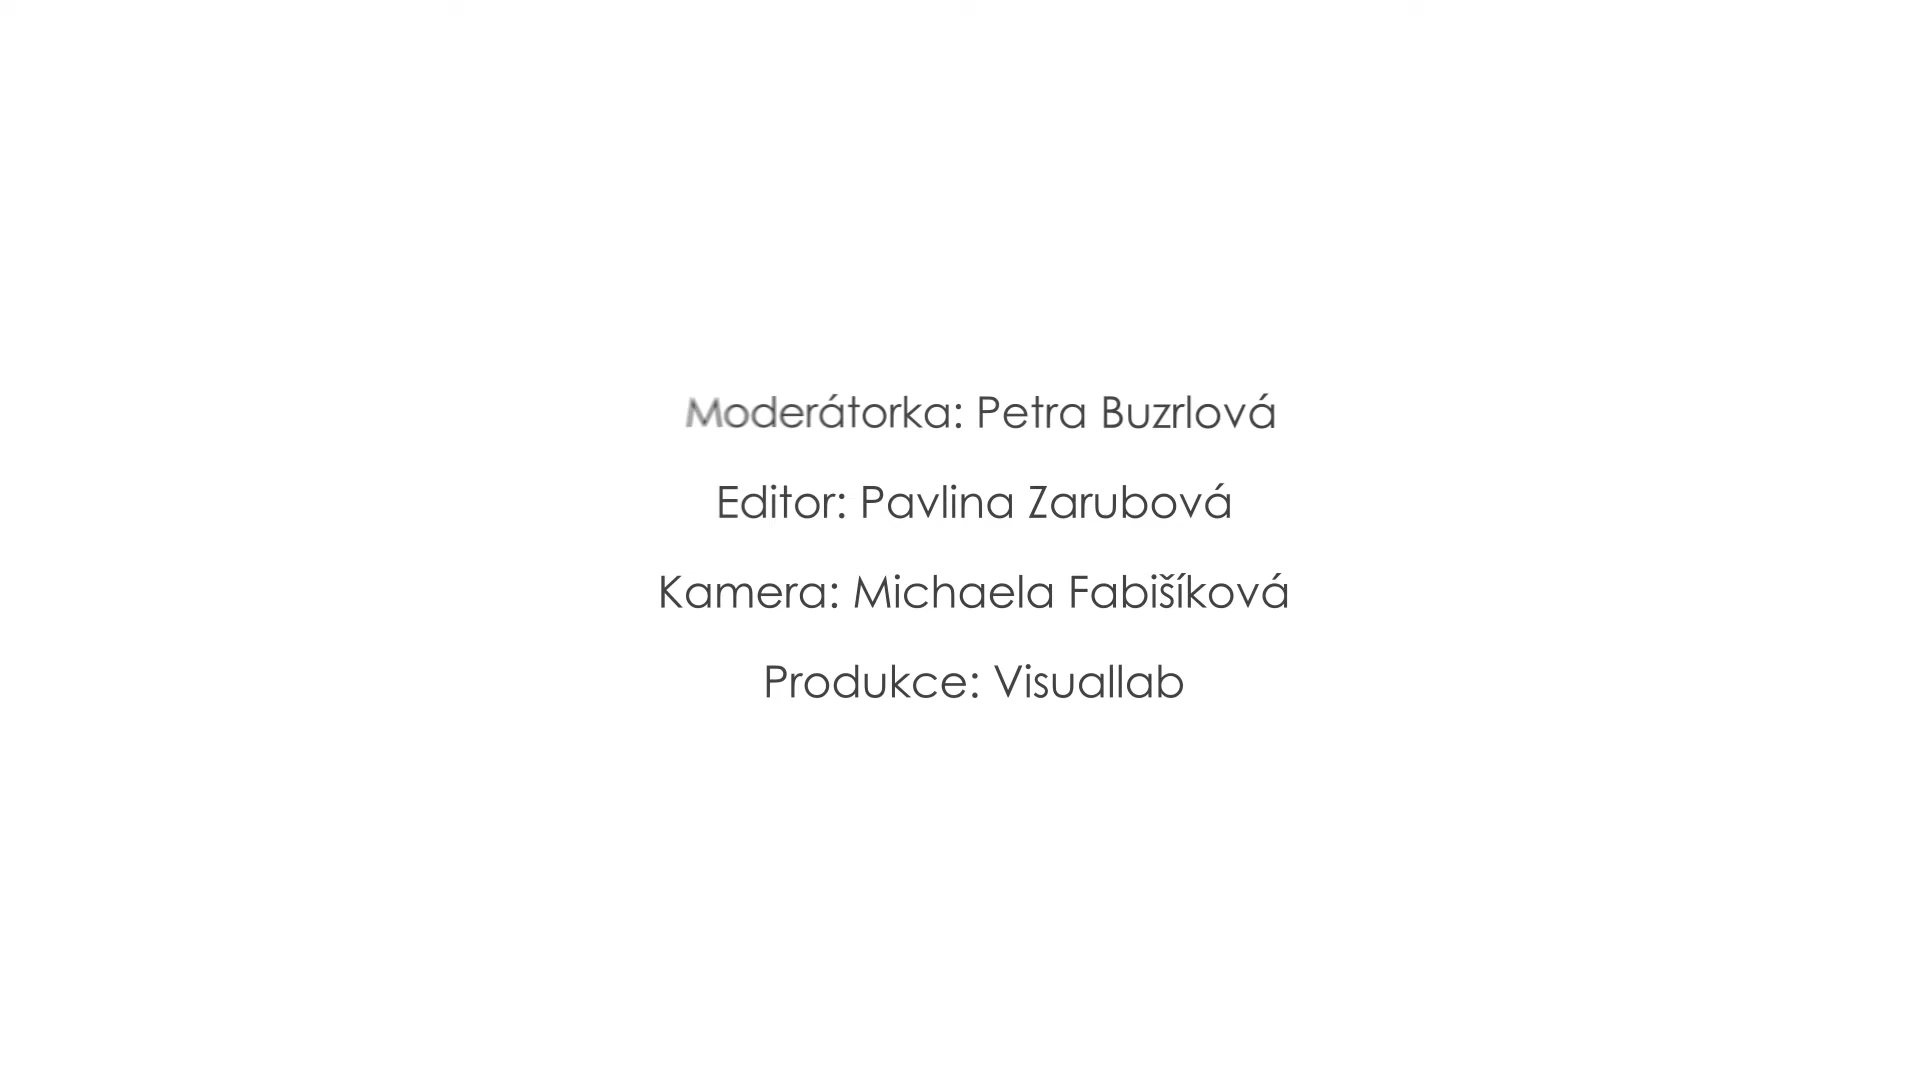 Moderátorka: Petra Buzrlová
Editor: Pavlina Zarubová
Kamera: Michaela Fabišíková
Produkce: Visuallab